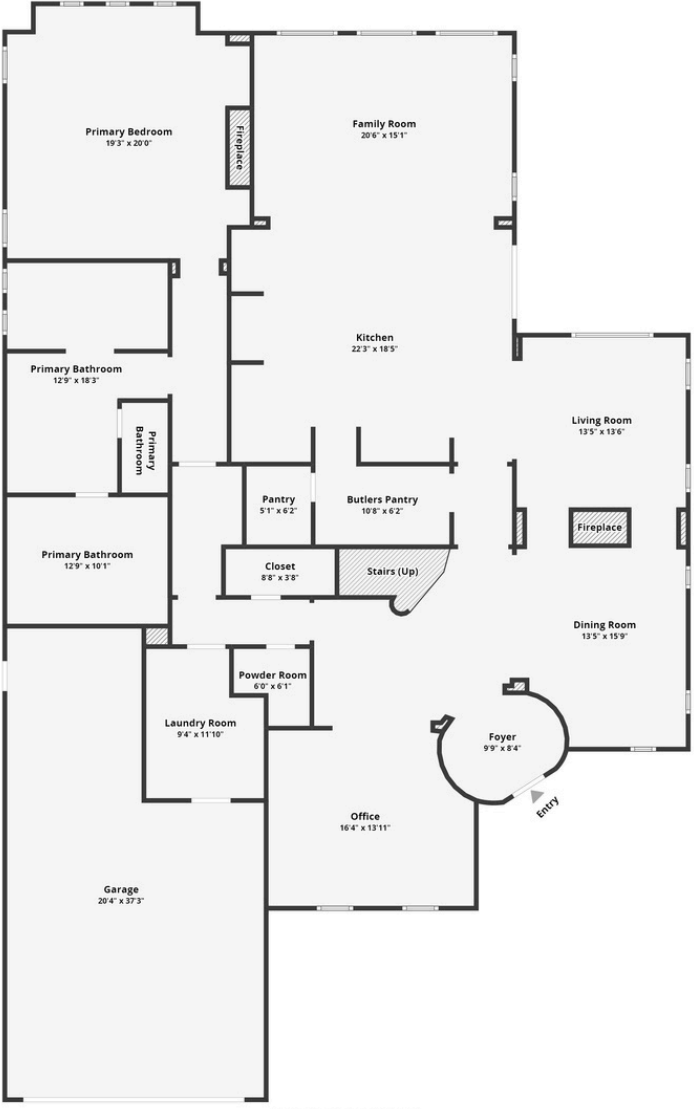 Primary Bedroom
19'3" x 20'0"
Fireplace
Family Room
20'6" x 15'1"
Kitchen
22'3" x 18'5"
Primary Bathroom
12'9" x 18'3"
Primary
Bathroom
Living Room
13'5" x 13'6"
Pantry
5'1" x 6'2"
Butlers Pantry
10'8" x 6'2"
Fireplace
Primary Bathroom
12'9" x 10'1"
Closet
8'8" x 3'8"
Stairs (Up)
Dining Room
13'5" x 15'9"
Powder Room
6'0" x 6'1"
Laundry Room
9'4" x 11'10"
Foyer
9'9" x 8'4"
Entry
Office
16'4" x 13'11"
Garage
20'4" x 37'3"